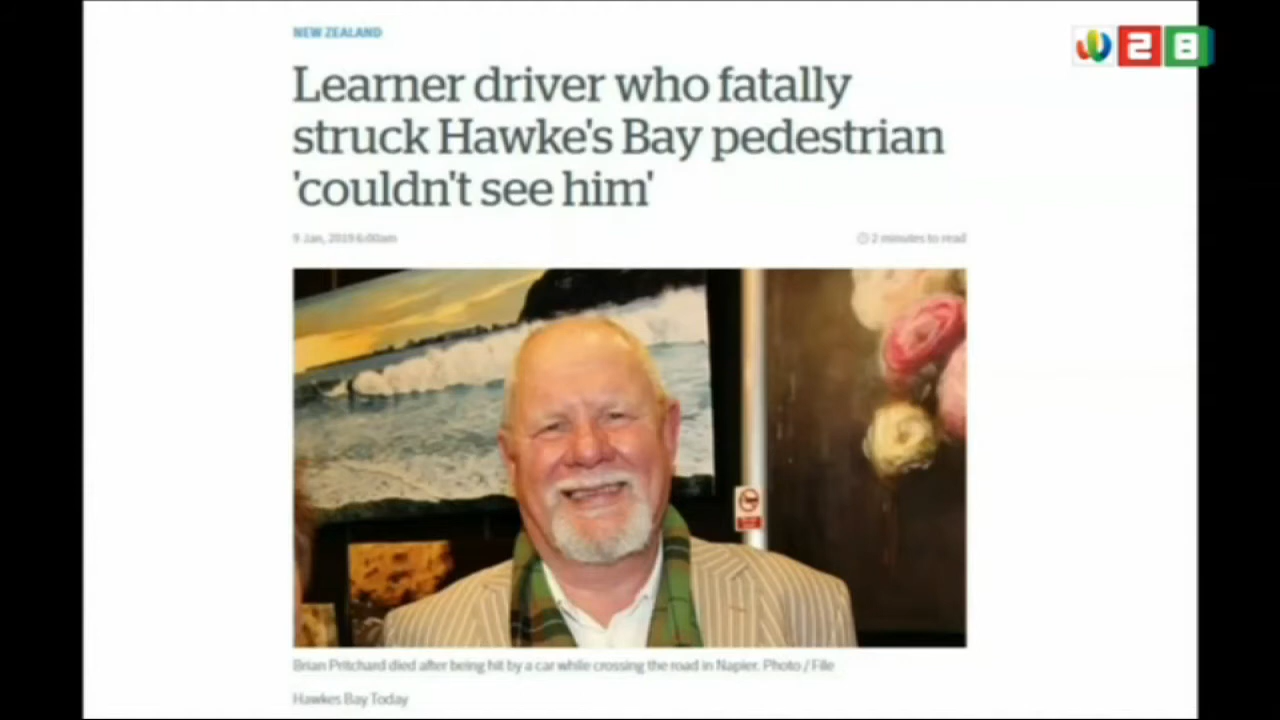 NEW ZEALAND
28
Learner driver who fatally
struck Hawke's Bay pedestrian
'couldn't see him'
9 Jan, 2019 6:00am
2 minutes to read
Brian Pritchard died after being hit by a car while crossing the road in Napier. Photo / File
Hawkes Bay Today